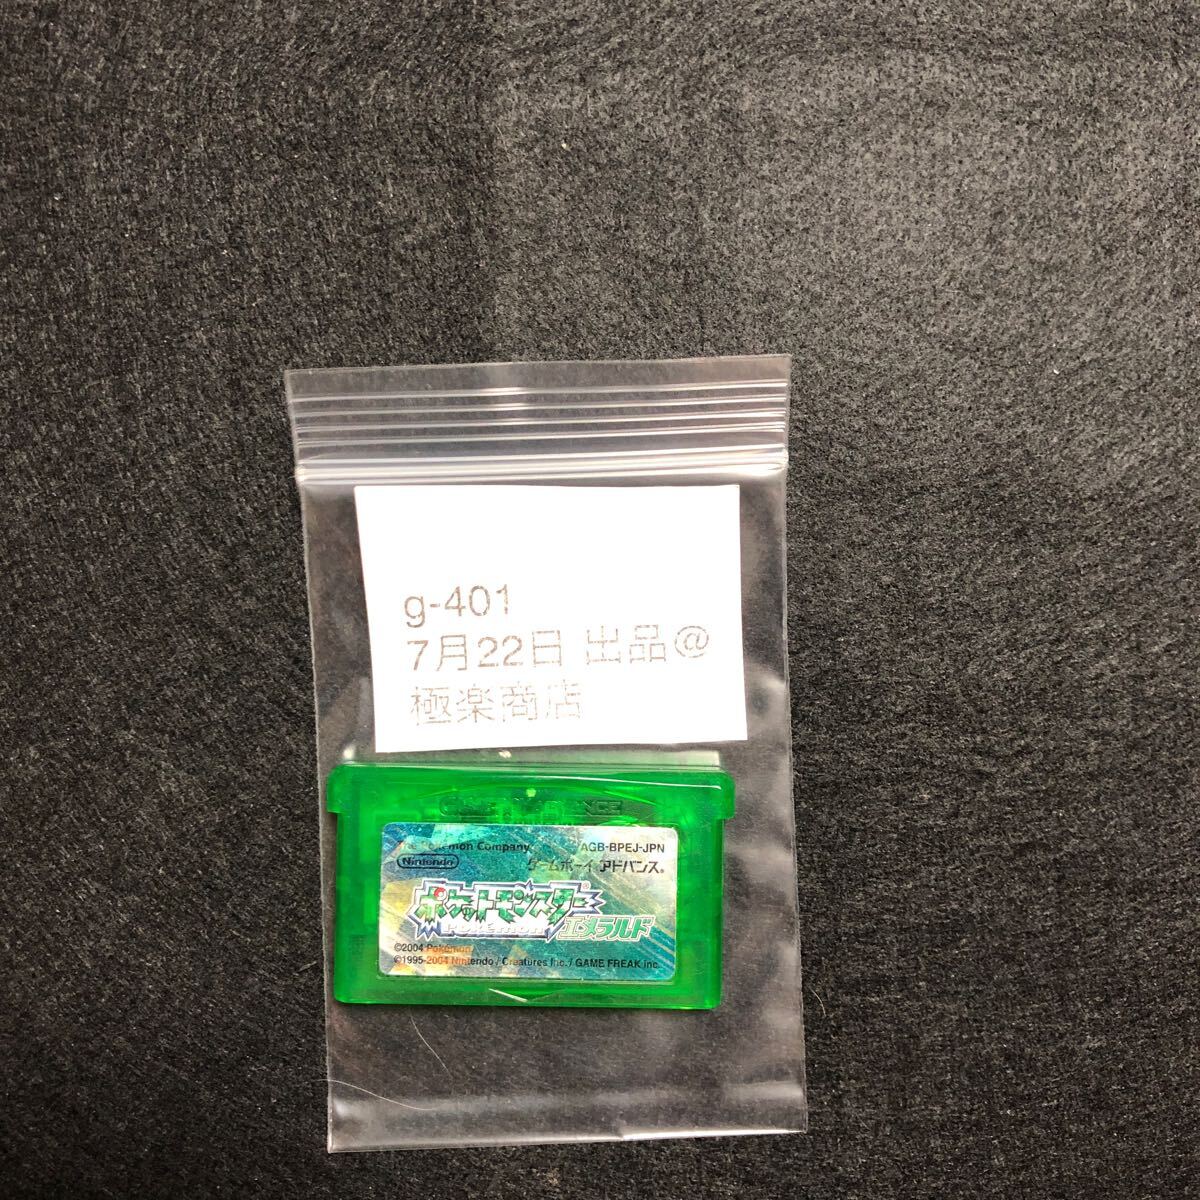 g-401
7月22日 出品@
極楽商店
The Pokémon Company
AGB-BPEJ-JPN
Nintendo
ゲームボーイ アドバンス®
ポケットモンスター®
POKÉMON
エメラルド
©2004 Pokémon
©1995-2004 Nintendo / Creatures Inc. / GAME FREAK inc.